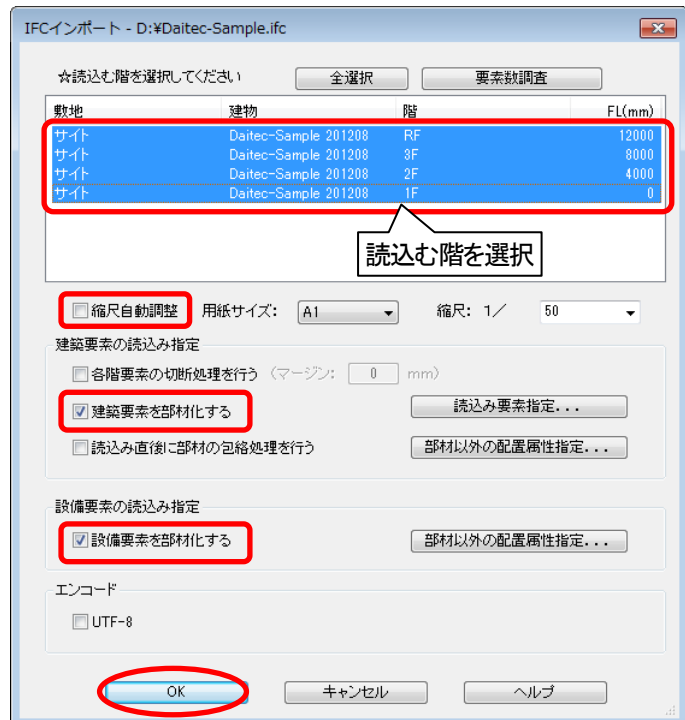 IFCインポート - D:¥Daitec-Sample.ifc
☆読込む階を選択してください 全選択 要素数調査
敷地 建物 階 FL(mm)
サイト Daitec-Sample 201208 RF 12000
サイト Daitec-Sample 201208 3F 8000
サイト Daitec-Sample 201208 2F 4000
サイト Daitec-Sample 201208 1F 0
読込む階を選択
縮尺自動調整 用紙サイズ: A1 縮尺: 1／ 50
建築要素の読込み指定
各階要素の切断処理を行う (マージン: 0 mm)
建築要素を部材化する 読込み要素指定...
読込み直後に部材の包絡処理を行う 部材以外の配置属性指定...
設備要素の読込み指定
設備要素を部材化する 部材以外の配置属性指定...
エンコード
UTF-8
OK キャンセル ヘルプ